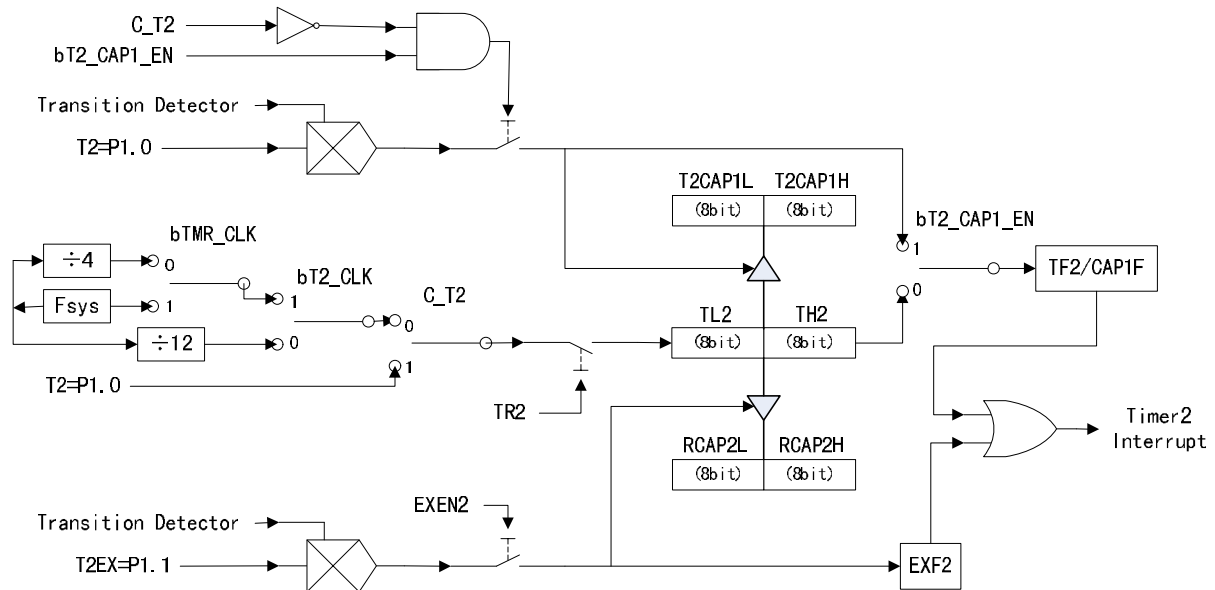 C_T2
bT2_CAP1_EN
Transition Detector
T2=P1.0
T2CAP1L T2CAP1H
(8bit) (8bit)
bT2_CAP1_EN
bTMR_CLK
1
÷4
0
bT2_CLK
TF2/CAP1F
Fsys
1
1
C_T2
0
TL2 TH2
0
(8bit) (8bit)
÷12
0
1
T2=P1.0
TR2
Timer2
Interrupt
RCAP2L RCAP2H
(8bit) (8bit)
EXEN2
Transition Detector
T2EX=P1.1
EXF2